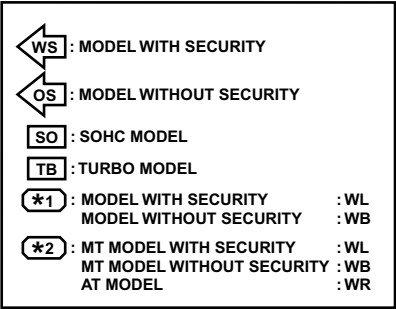 WS : MODEL WITH SECURITY
OS : MODEL WITHOUT SECURITY
SO : SOHC MODEL
TB : TURBO MODEL
*1 : MODEL WITH SECURITY : WL
MODEL WITHOUT SECURITY : WB
*2 : MT MODEL WITH SECURITY : WL
MT MODEL WITHOUT SECURITY : WB
AT MODEL : WR